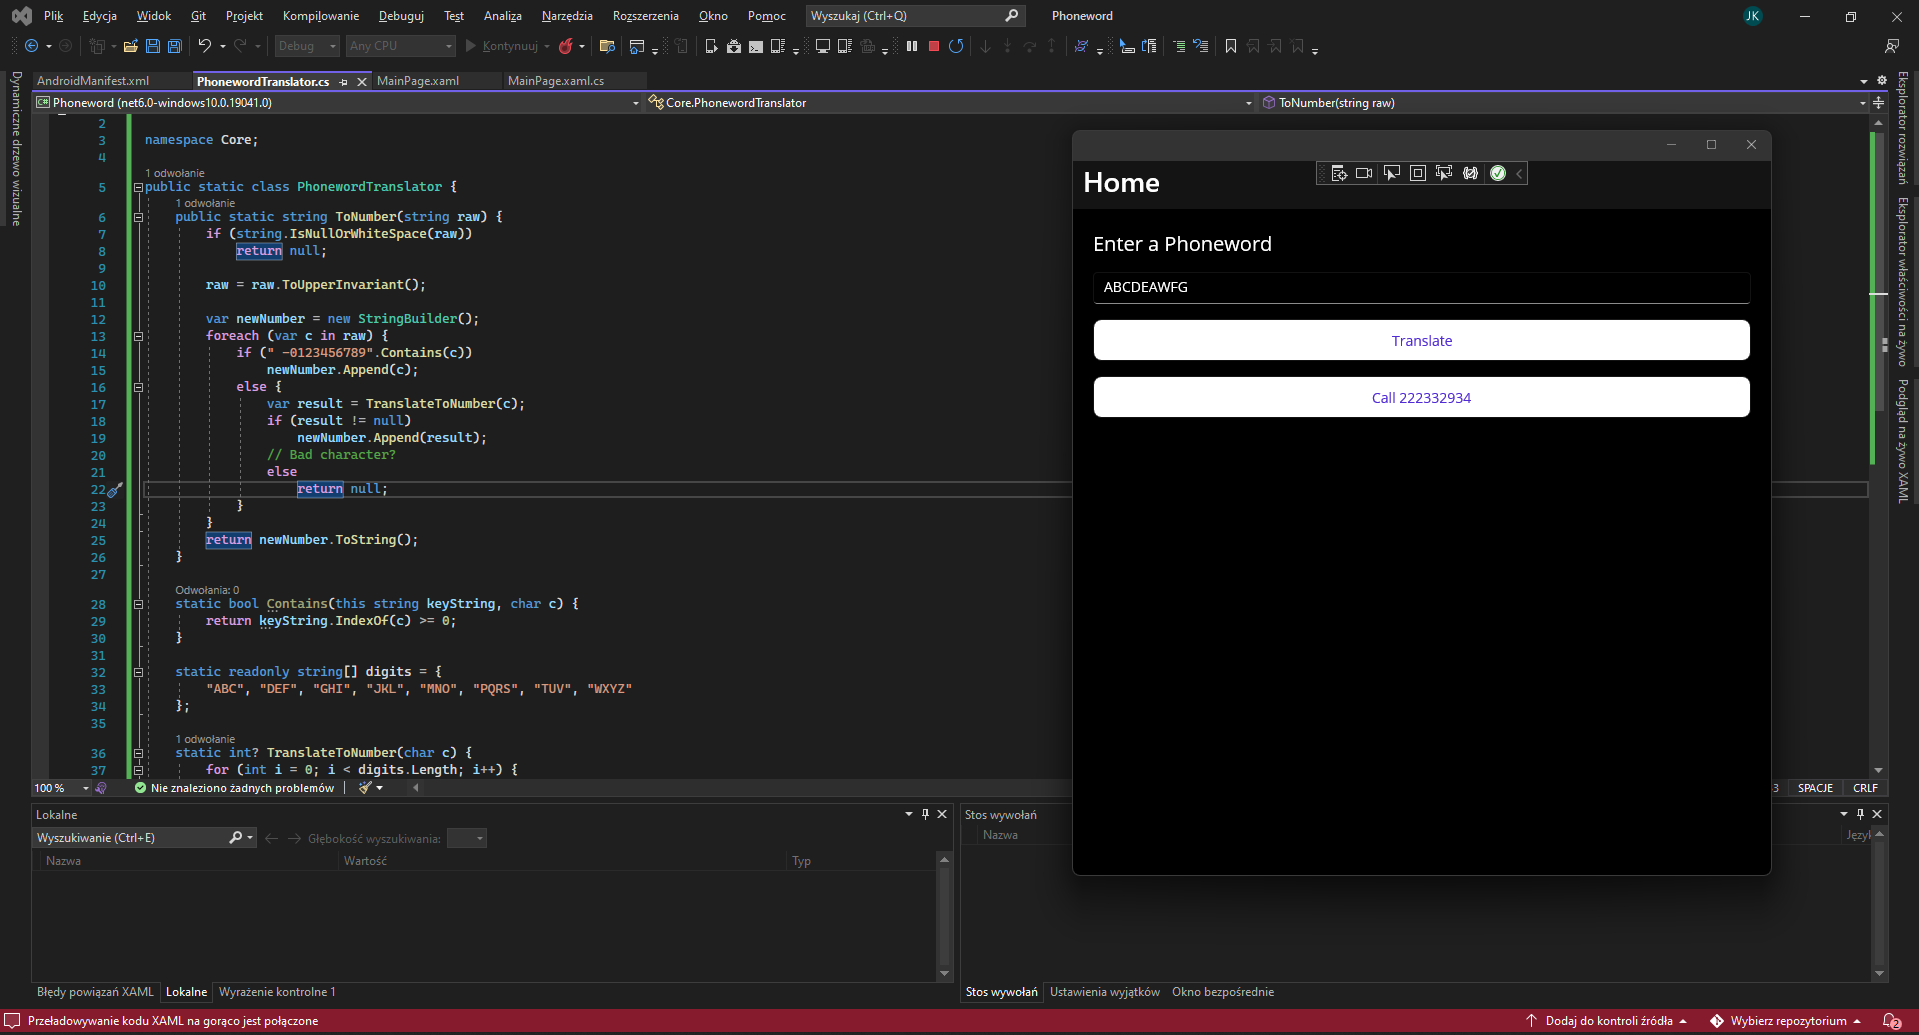 Plik Edycja Widok Git Projekt Kompilowanie Debuguj Test Analiza Narzędzia Rozszerzenia Okno Pomoc Wyszukaj (Ctrl+Q) Phoneword JK
Debug Any CPU Kontynuuj
AndroidManifest.xml PhonewordTranslator.cs MainPage.xaml MainPage.xaml.cs
C# Phoneword (net6.0-windows10.0.19041.0) Core.PhonewordTranslator ToNumber(string raw)
Dynamiczne drzewo wizualne
2
3 namespace Core;
4
1 odwołanie
5 public static class PhonewordTranslator {
1 odwołanie
6 public static string ToNumber(string raw) {
7 if (string.IsNullOrWhiteSpace(raw))
8 return null;
9
10 raw = raw.ToUpperInvariant();
11
12 var newNumber = new StringBuilder();
13 foreach (var c in raw) {
14 if (" -0123456789".Contains(c))
15 newNumber.Append(c);
16 else {
17 var result = TranslateToNumber(c);
18 if (result != null)
19 newNumber.Append(result);
20 // Bad character?
21 else
22 return null;
23 }
24 }
25 return newNumber.ToString();
26 }
27
Odwołania: 0
28 static bool Contains(this string keyString, char c) {
29 return keyString.IndexOf(c) >= 0;
30 }
31
32 static readonly string[] digits = {
33 "ABC", "DEF", "GHI", "JKL", "MNO", "PQRS", "TUV", "WXYZ"
34 };
35
1 odwołanie
36 static int? TranslateToNumber(char c) {
37 for (int i = 0; i < digits.Length; i++) {
100 % Nie znaleziono żadnych problemów
3 SPACJE CRLF
Home
Enter a Phoneword
ABCDEAWFG
Translate
Call 222332934
Eksplorator rozwiązań
Eksplorator właściwości na żywo
Podgląd na żywo XAML
Lokalne
Wyszukiwanie (Ctrl+E) Głębokość wyszukiwania:
Nazwa Wartość Typ
Błędy powiązań XAML Lokalne Wyrażenie kontrolne 1
Stos wywołań
Nazwa Język
Stos wywołań Ustawienia wyjątków Okno bezpośrednie
Przeładowywanie kodu XAML na gorąco jest połączone Dodaj do kontroli źródła Wybierz repozytorium 2